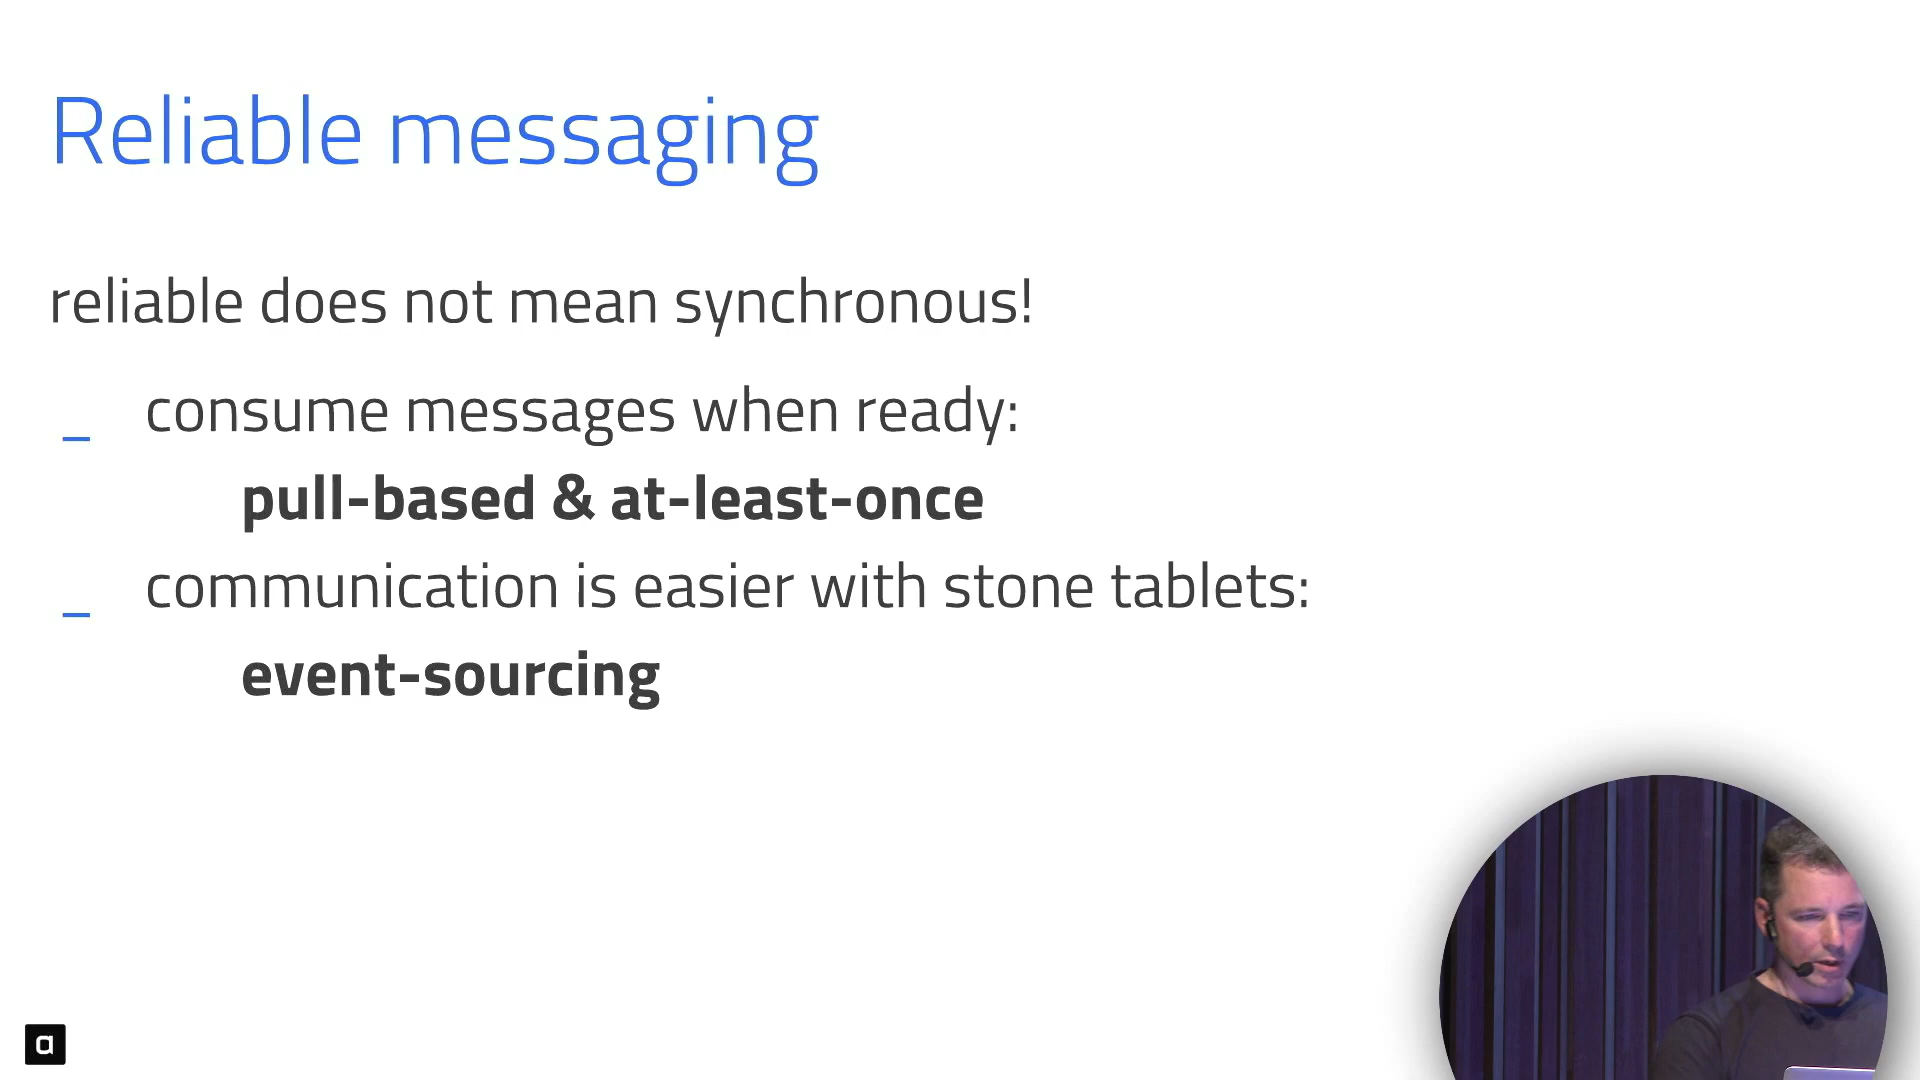 Reliable messaging
reliable does not mean synchronous!
_ consume messages when ready:
pull-based & at-least-once
_ communication is easier with stone tablets:
event-sourcing
a